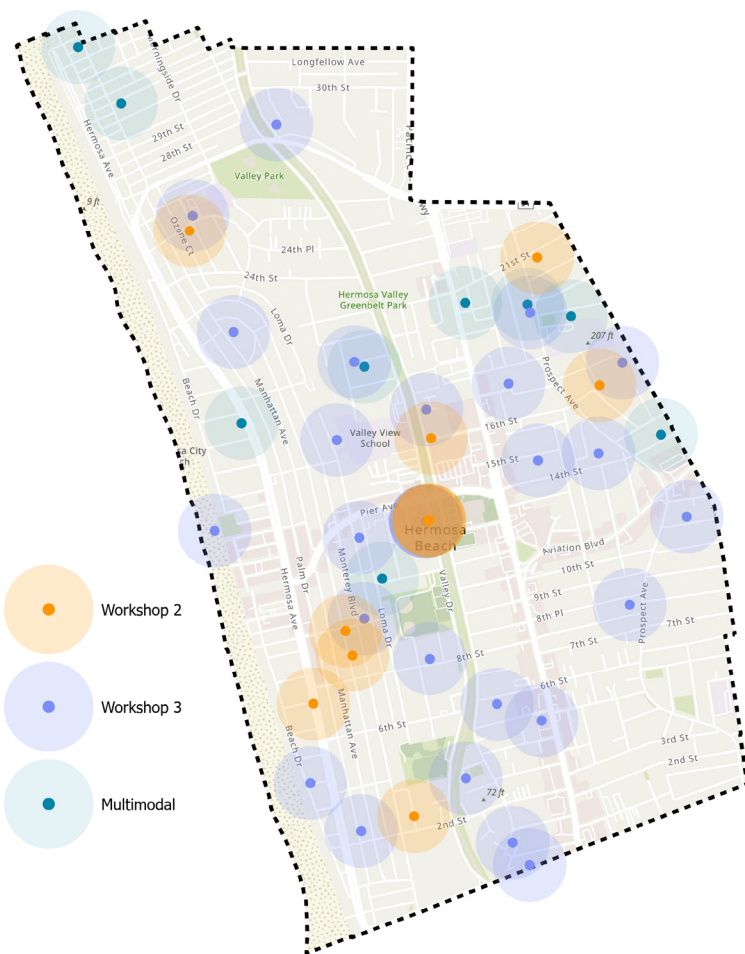 Longfellow Ave
30th St
Morningside Dr
29th St
28th St
Hermosa Ave
Valley Park
9 ft
Ozone Ct
24th Pl
24th St
21st St
Hermosa Valley
Greenbelt Park
Loma Dr
207 ft
Prospect Ave
Beach Dr
Manhattan Ave
16th St
Valley View
School
15th St
14th St
Pier Ave
Hermosa
Beach
Aviation Blvd
10th St
Palm Dr
Hermosa Ave
Monterey Blvd
Loma Dr
Valley Dr
9th St
8th Pl
Prospect Ave
7th St
7th St
8th St
6th St
6th St
Manhattan Ave
Beach Dr
3rd St
2nd St
72 ft
2nd St
Workshop 2
Workshop 3
Multimodal